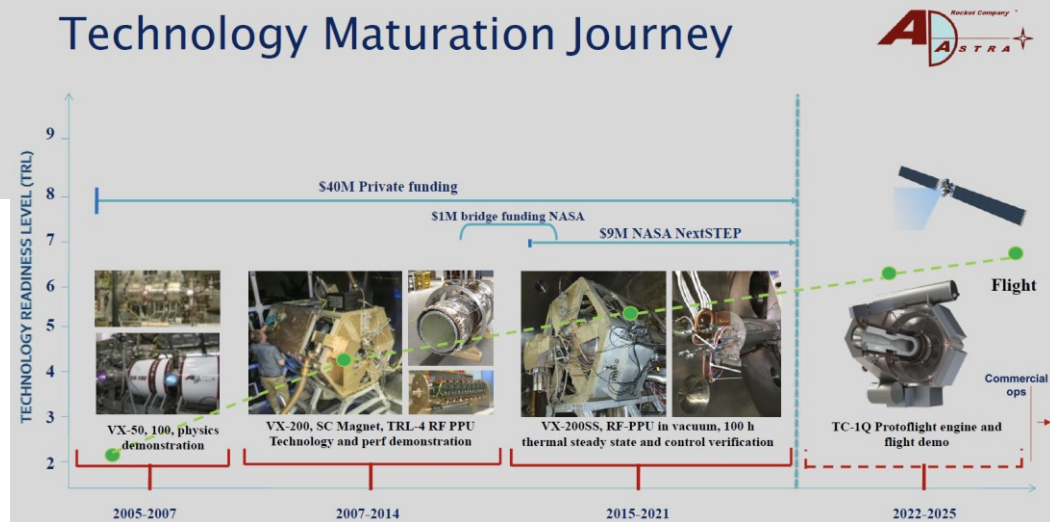 Technology Maturation Journey
Rocket Company™
AD ASTRA
TECHNOLOGY READINESS LEVEL (TRL)
9
8
7
6
5
4
3
2
$40M Private funding
$1M bridge funding NASA
$9M NASA NextSTEP
Flight
VX-50, 100, physics
demonstration
VX-200, SC Magnet, TRL-4 RF PPU
Technology and perf demonstration
VX-200SS, RF-PPU in vacuum, 100 h
thermal steady state and control verification
TC-1Q Protoflight engine and
flight demo
Commercial
ops
2005-2007
2007-2014
2015-2021
2022-2025